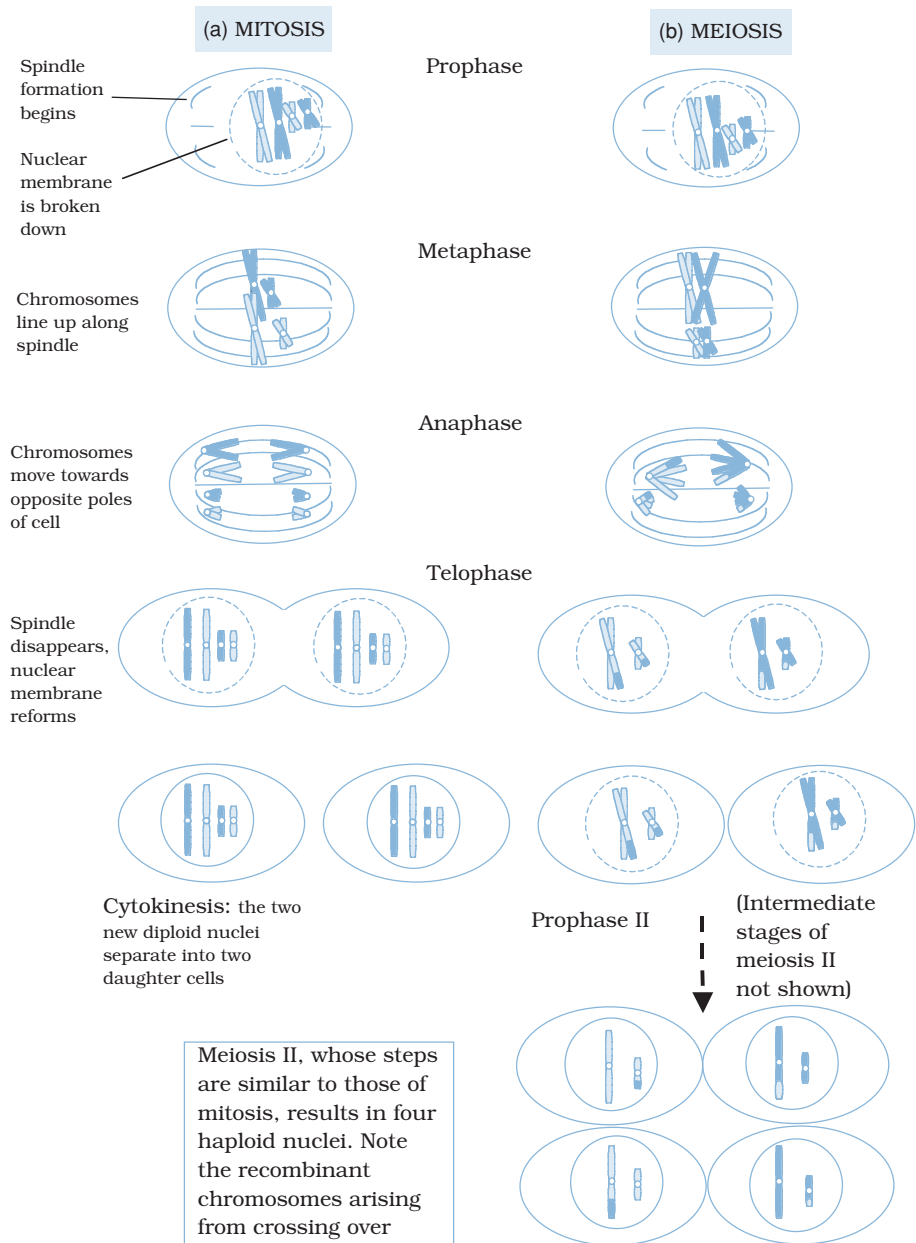 (a) MITOSIS
(b) MEIOSIS
Prophase
Spindle
formation
begins
Nuclear
membrane
is broken
down
Metaphase
Chromosomes
line up along
spindle
Anaphase
Chromosomes
move towards
opposite poles
of cell
Telophase
Spindle
disappears,
nuclear
membrane
reforms
Cytokinesis: the two
new diploid nuclei
separate into two
daughter cells
Prophase II
(Intermediate
stages of
meiosis II
not shown)
Meiosis II, whose steps
are similar to those of
mitosis, results in four
haploid nuclei. Note
the recombinant
chromosomes arising
from crossing over